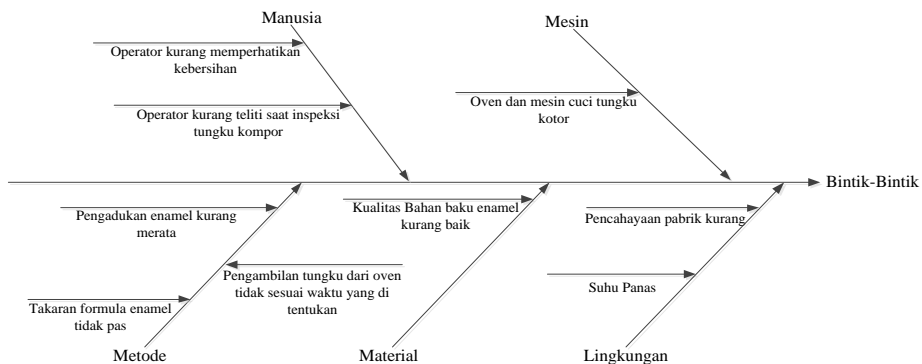 Manusia
Mesin
Operator kurang memperhatikan
kebersihan
Operator kurang teliti saat inspeksi
tungku kompor
Oven dan mesin cuci tungku
kotor
Bintik-Bintik
Pengadukan enamel kurang
merata
Kualitas Bahan baku enamel
kurang baik
Pencahayaan pabrik kurang
Pengambilan tungku dari oven
tidak sesuai waktu yang di
tentukan
Suhu Panas
Takaran formula enamel
tidak pas
Metode
Material
Lingkungan